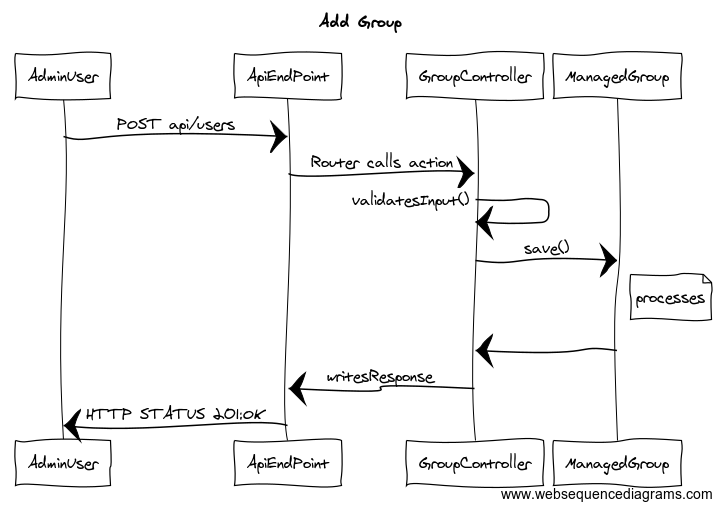 Add Group
AdminUser
ApiEndPoint
GroupController
ManagedGroup
POST api/users
Router calls action
validatesInput()
save()
processes
writesResponse
HTTP STATUS 201:OK
AdminUser
ApiEndPoint
GroupController
ManagedGroup
www.websequencediagrams.com